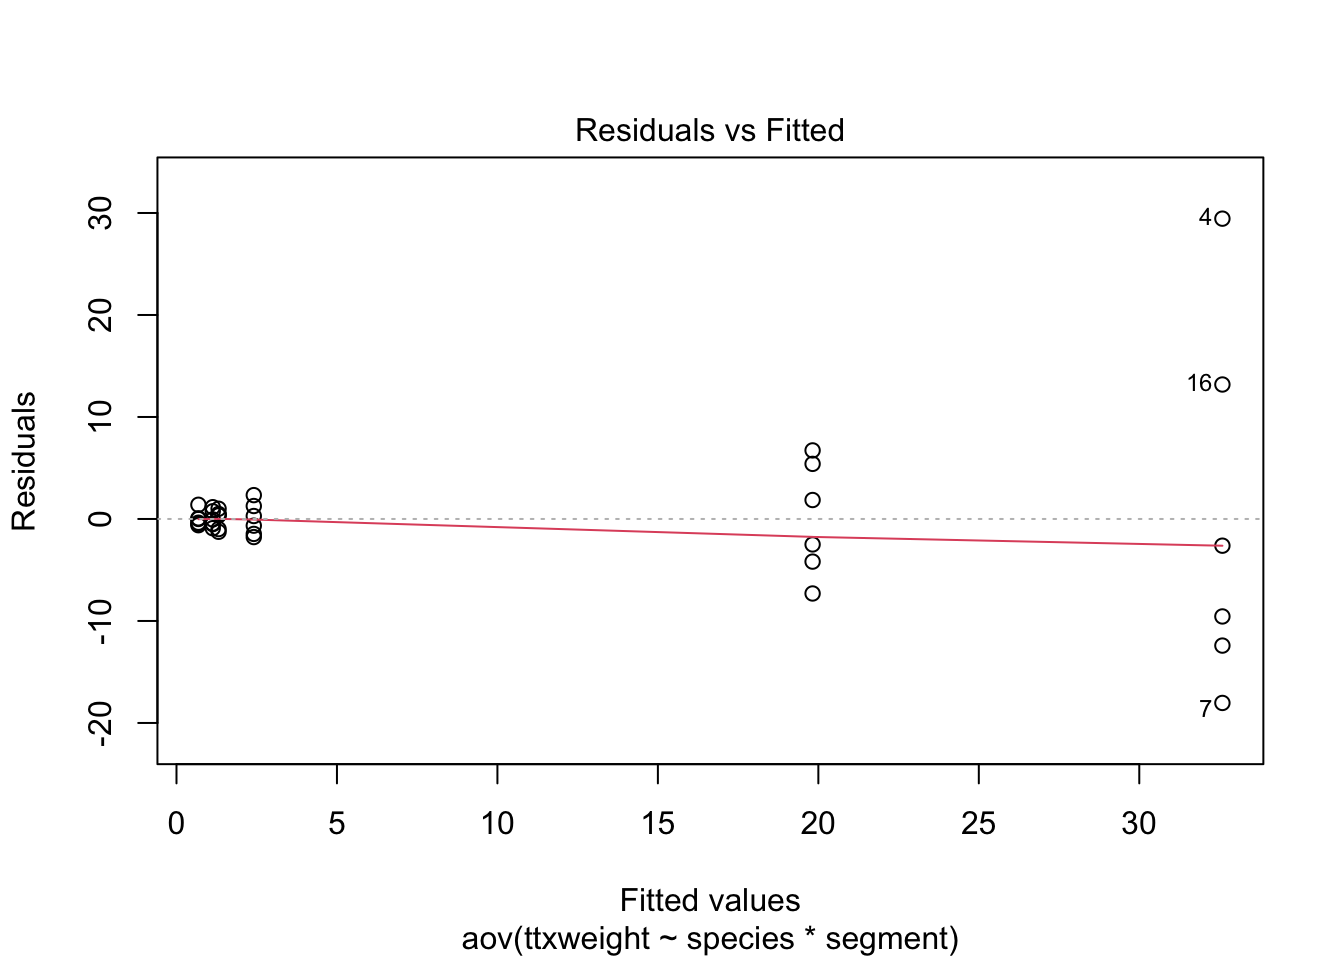 Residuals vs Fitted
Residuals
30
20
10
0
-10
-20
4
16
7
0 5 10 15 20 25 30
Fitted values
aov(ttxweight ~ species * segment)